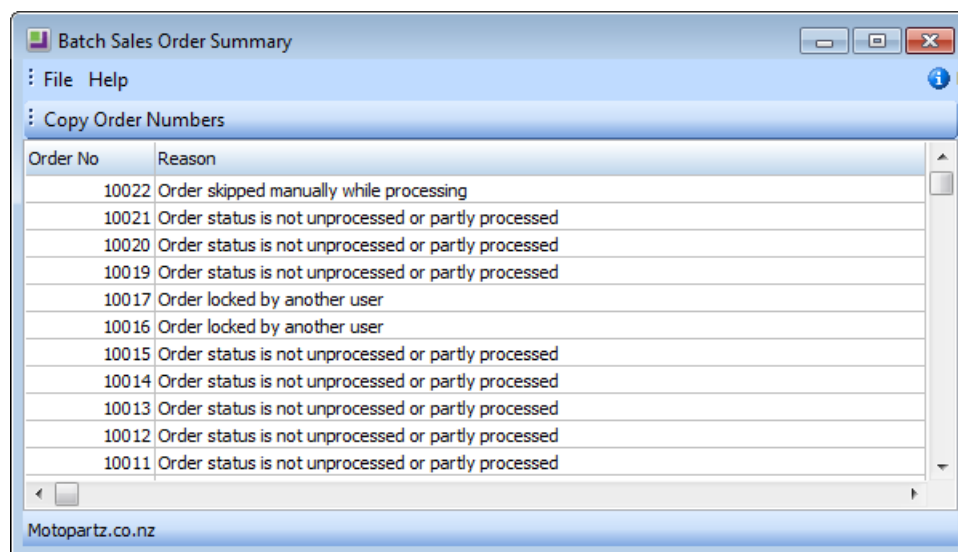 Batch Sales Order Summary
File Help
Copy Order Numbers
Order No Reason
10022 Order skipped manually while processing
10021 Order status is not unprocessed or partly processed
10020 Order status is not unprocessed or partly processed
10019 Order status is not unprocessed or partly processed
10017 Order locked by another user
10016 Order locked by another user
10015 Order status is not unprocessed or partly processed
10014 Order status is not unprocessed or partly processed
10013 Order status is not unprocessed or partly processed
10012 Order status is not unprocessed or partly processed
10011 Order status is not unprocessed or partly processed
Motopartz.co.nz